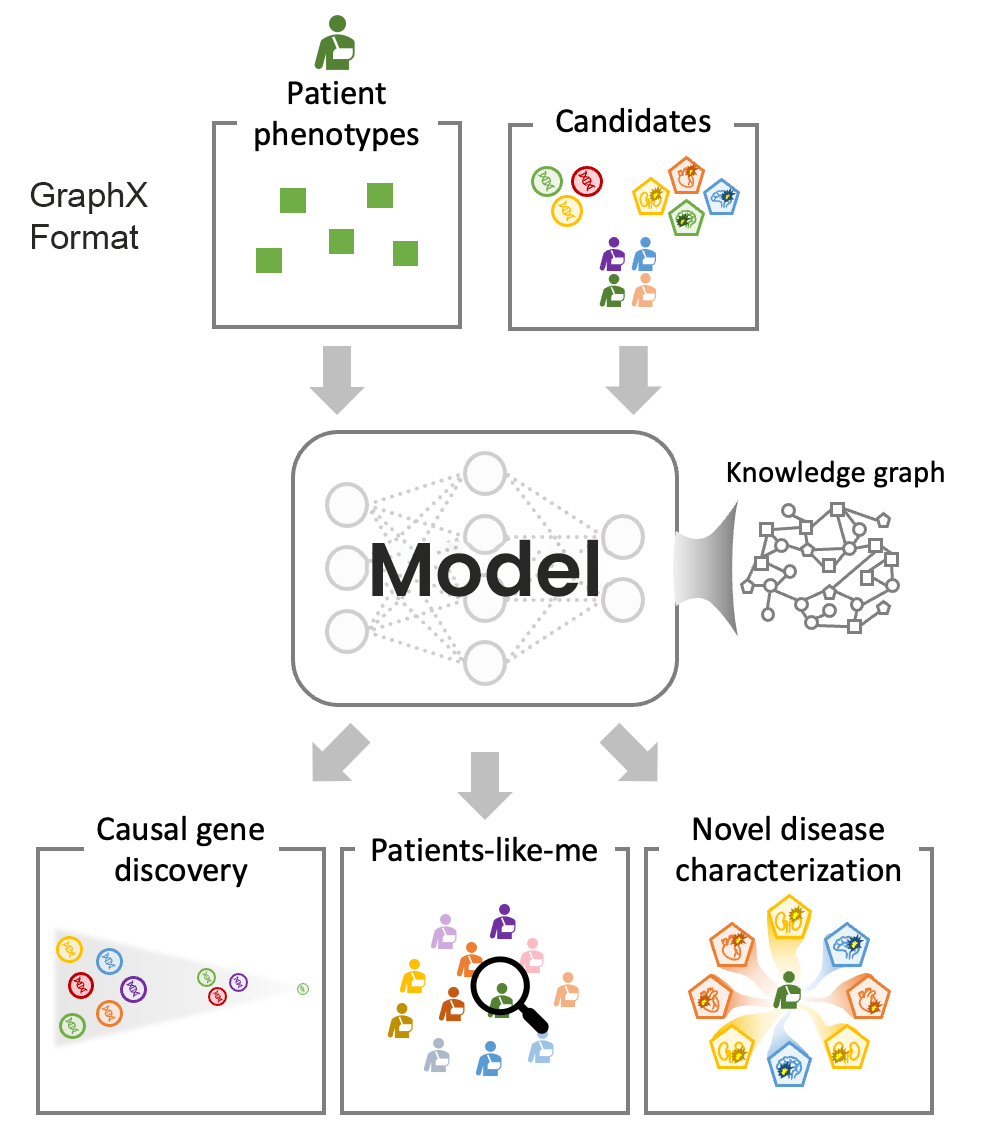 Patient
phenotypes
Candidates
GraphX
Format
Knowledge graph
Model
Causal gene
discovery
Patients-like-me
Novel disease
characterization